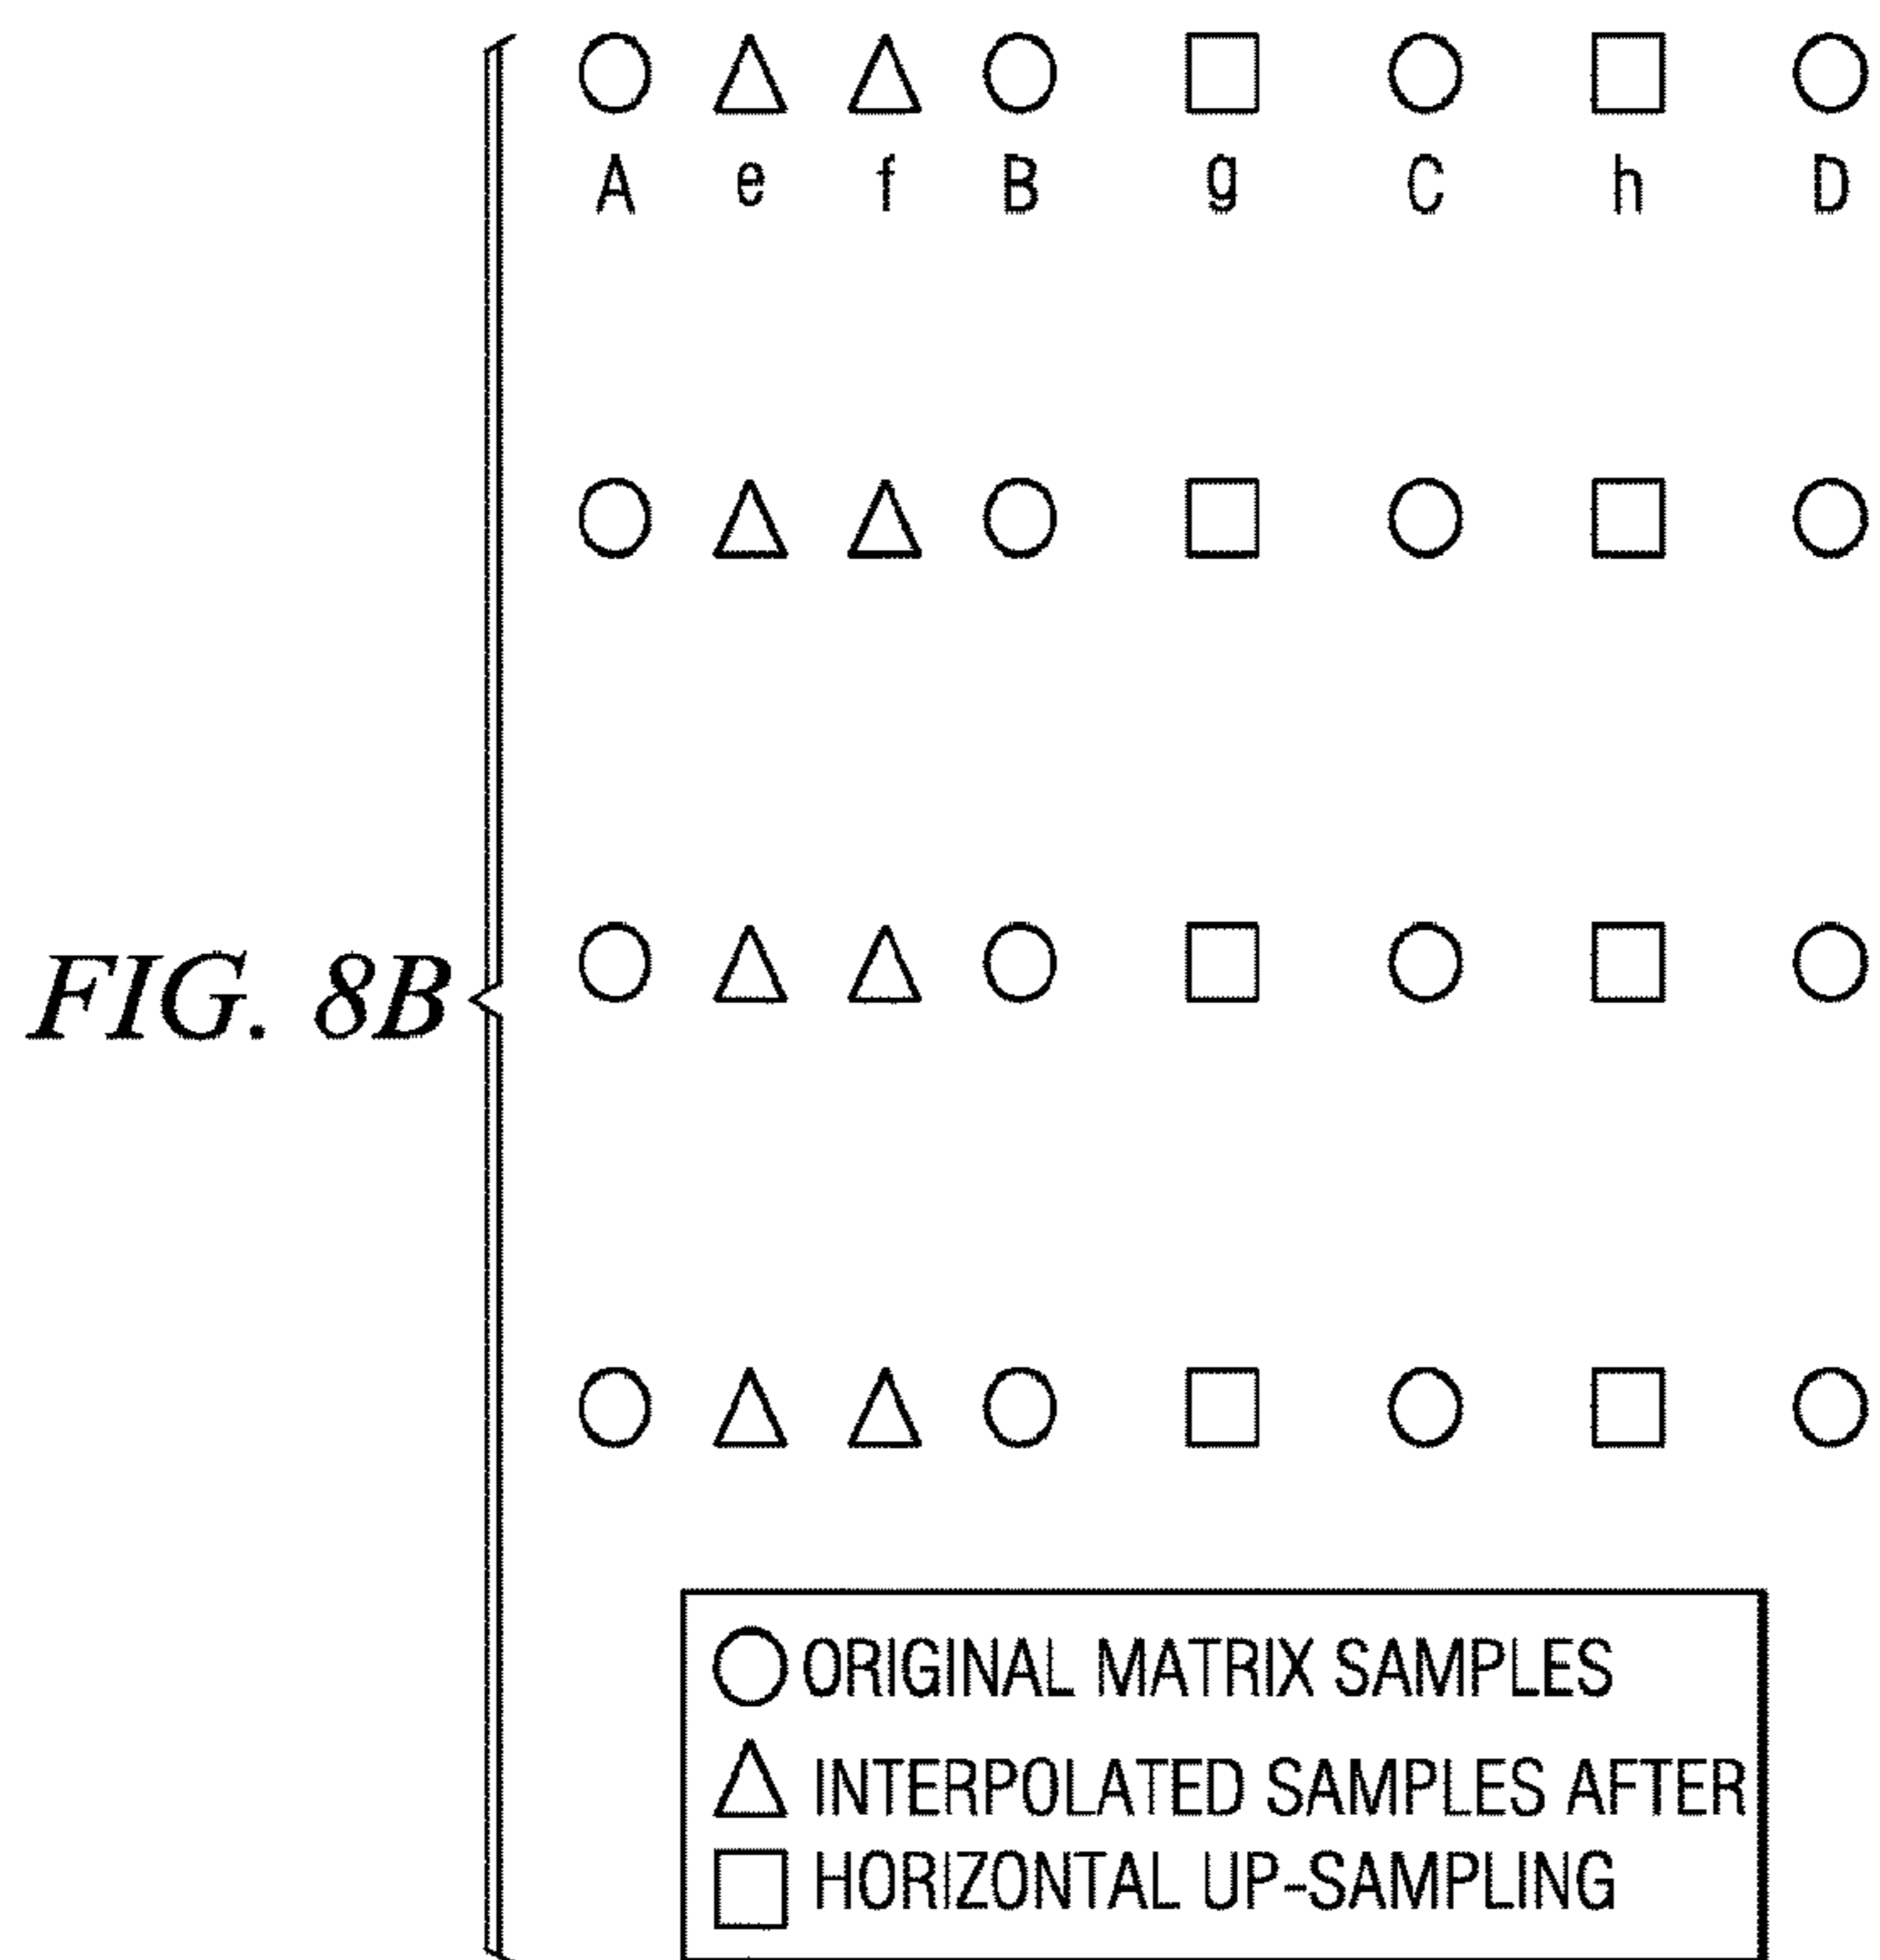 A e f B g C h D
FIG. 8B
ORIGINAL MATRIX SAMPLES
INTERPOLATED SAMPLES AFTER
HORIZONTAL UP-SAMPLING